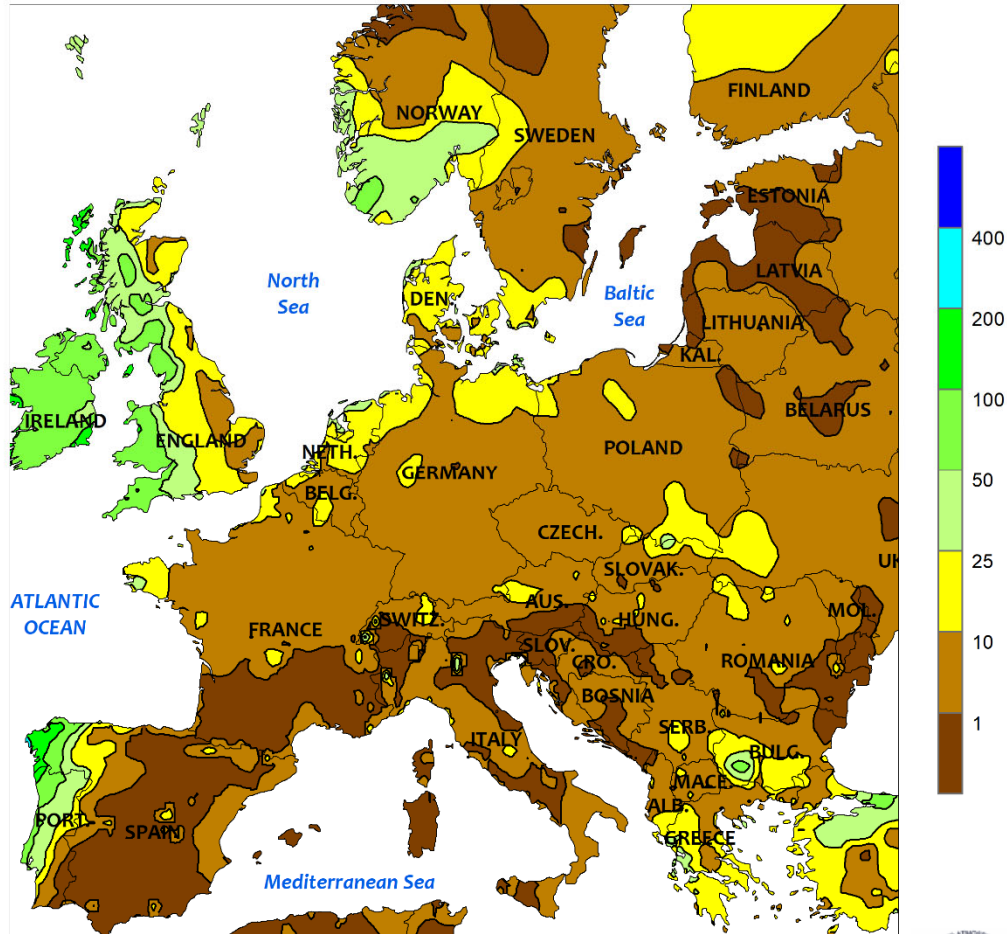 NORWAY
FINLAND
SWEDEN
ESTONIA
North
Sea
DEN.
Baltic
Sea
LATVIA
LITHUANIA
KAL.
IRELAND
ENGLAND
BELARUS
NETH.
POLAND
GERMANY
BELG.
CZECH.
UK
SLOVAK.
ATLANTIC
OCEAN
AUS.
FRANCE
SWITZ.
HUNG.
MOL.
SLOV.
CRO.
ROMANIA
BOSNIA
ITALY
SERB.
BULG.
MACE.
PORT.
SPAIN
ALB.
GREECE
Mediterranean Sea
400
200
100
50
25
10
1